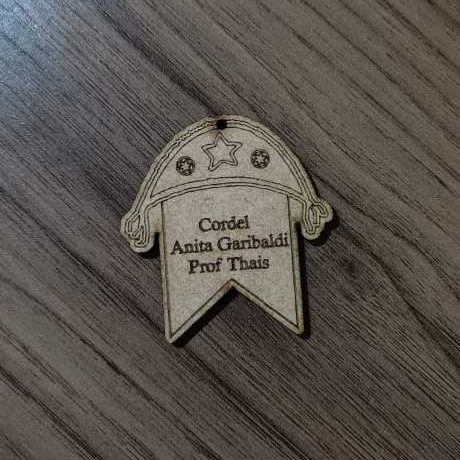 Cordel
Anita Garibaldi
Prof Thais